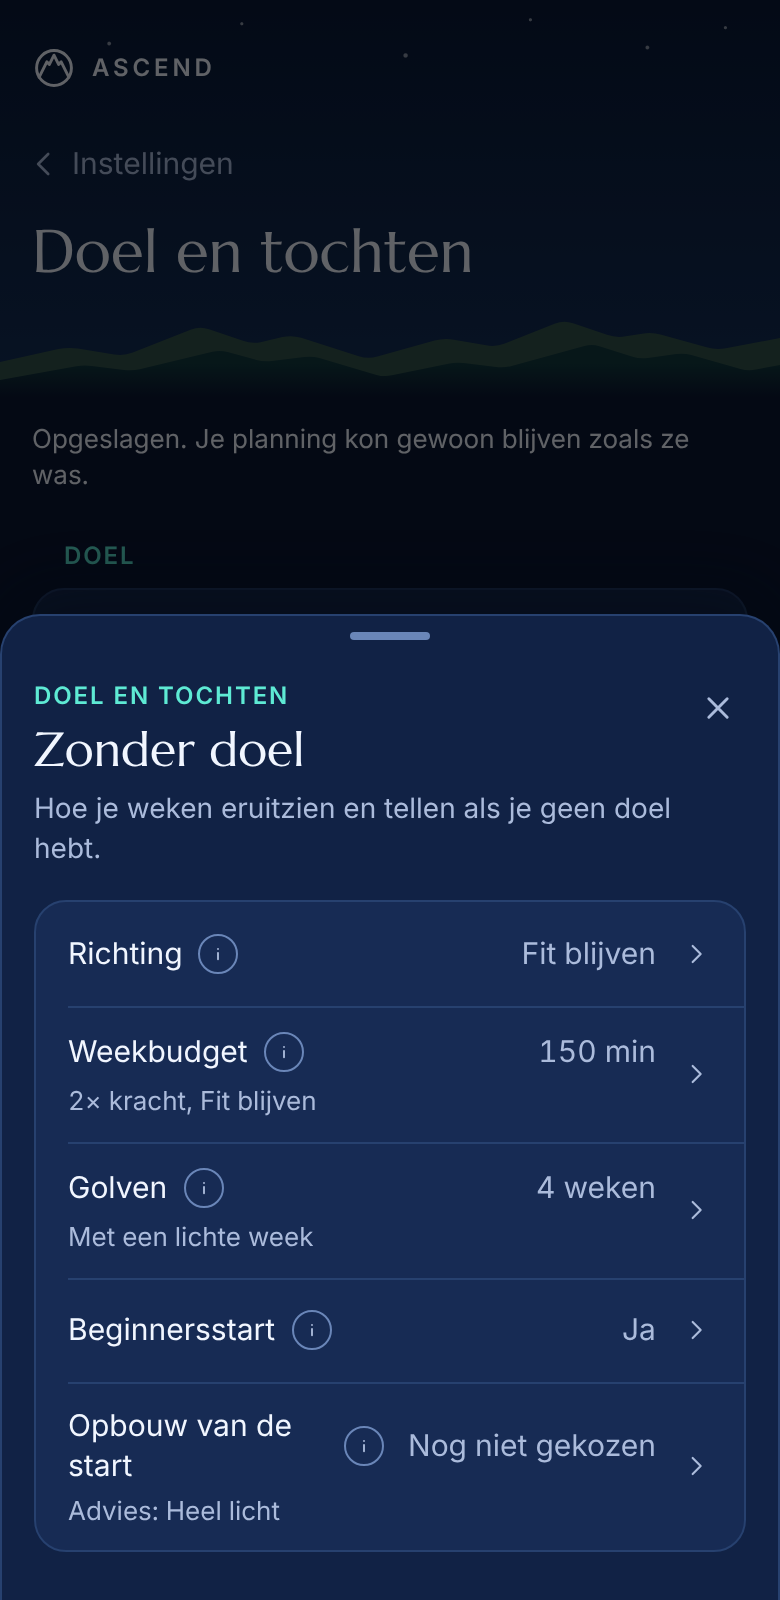 ASCEND
Instellingen
Doel en tochten
Opgeslagen. Je planning kon gewoon blijven zoals ze
was.
DOEL
DOEL EN TOCHTEN
Zonder doel
Hoe je weken eruitzien en tellen als je geen doel
hebt.
Richting i Fit blijven
Weekbudget i 150 min
2× kracht, Fit blijven
Golven i 4 weken
Met een lichte week
Beginnersstart i Ja
Opbouw van de
start i Nog niet gekozen
Advies: Heel licht